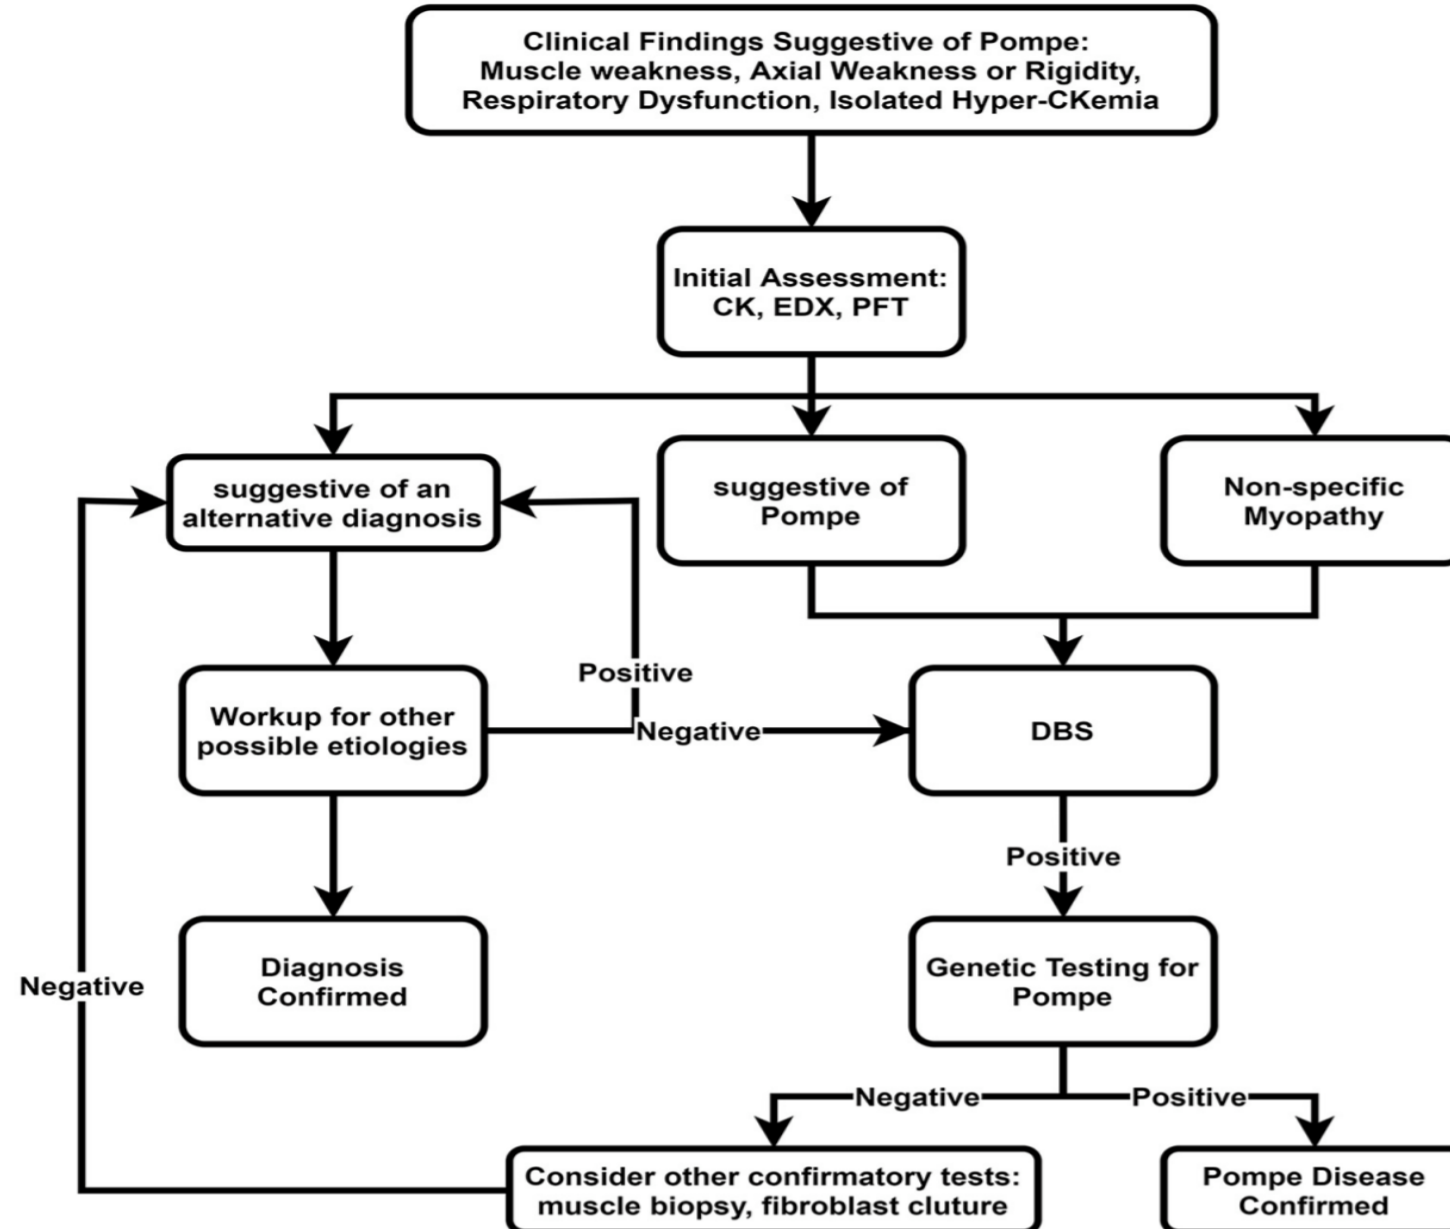 Clinical Findings Suggestive of Pompe:
Muscle weakness, Axial Weakness or Rigidity,
Respiratory Dysfunction, Isolated Hyper-CKemia
Initial Assessment:
CK, EDX, PFT
suggestive of an
alternative diagnosis
suggestive of
Pompe
Non-specific
Myopathy
Positive
Workup for other
possible etiologies
Negative
DBS
Positive
Diagnosis
Confirmed
Genetic Testing for
Pompe
Negative
Negative
Positive
Consider other confirmatory tests:
muscle biopsy, fibroblast cluture
Pompe Disease
Confirmed